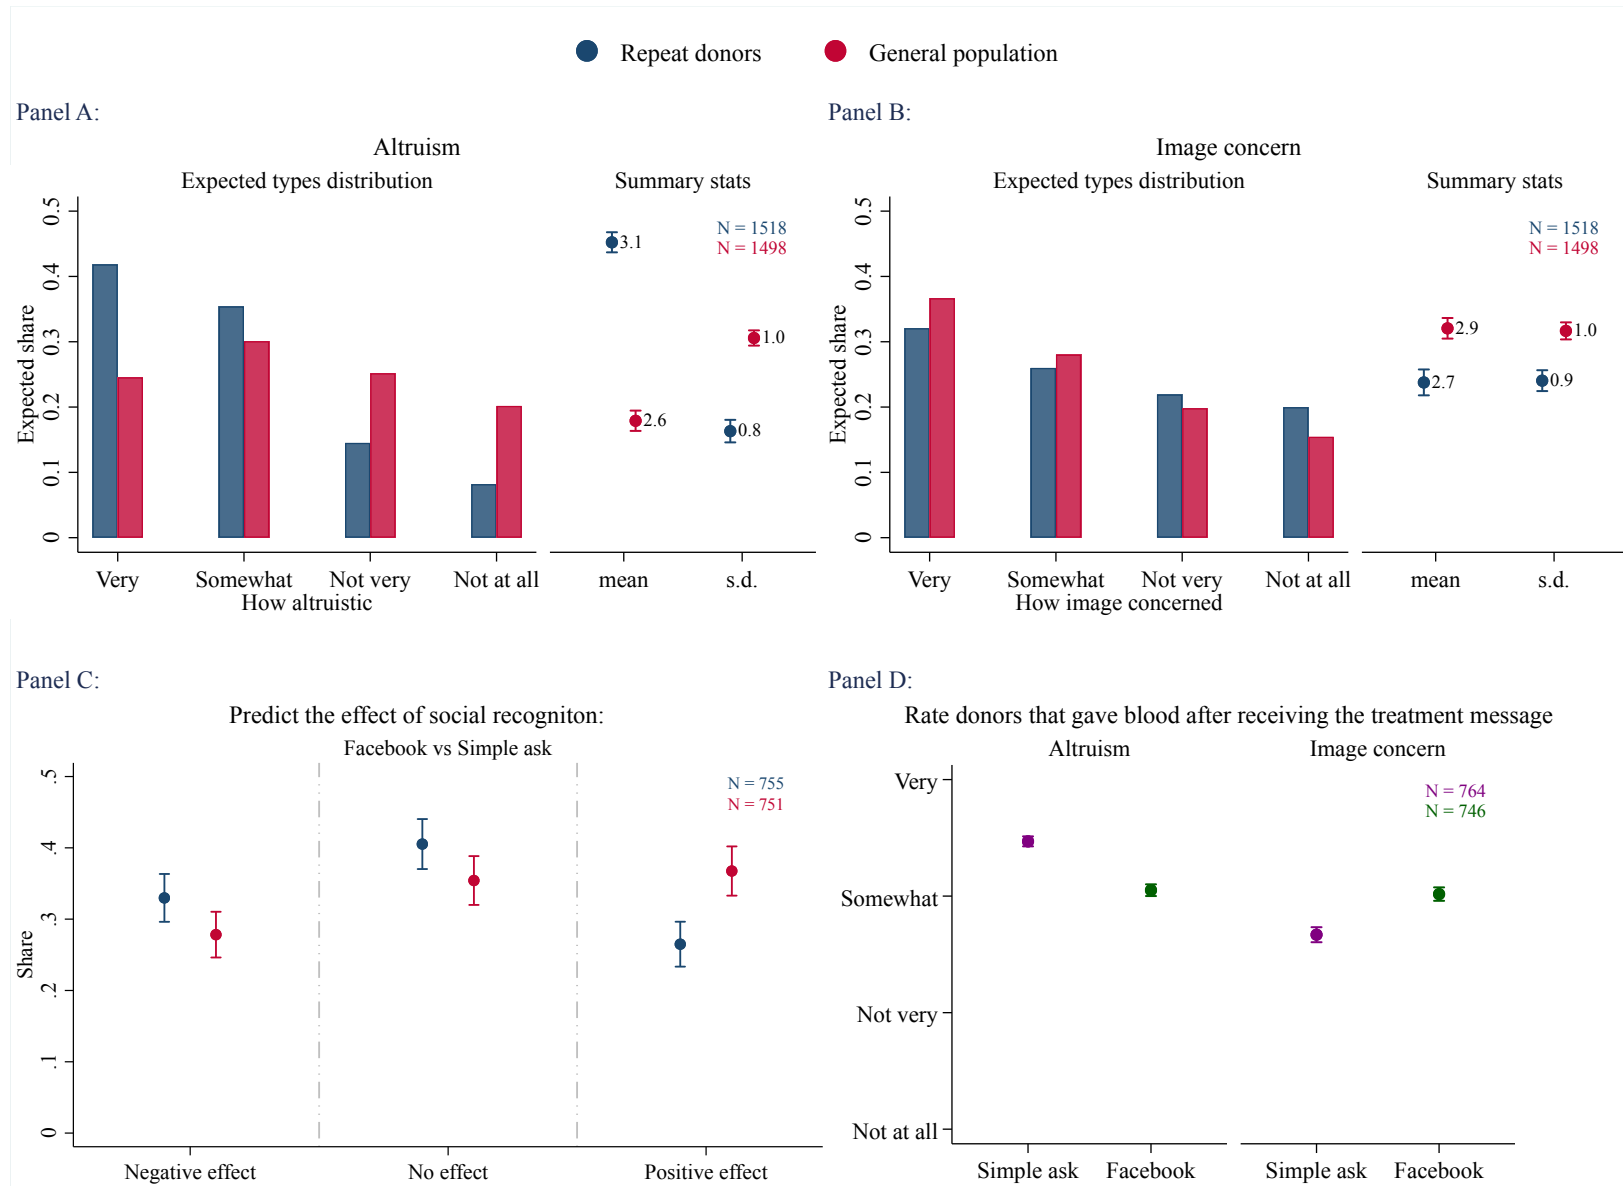 Repeat donors
General population
Panel A:
Altruism
Expected types distribution
Summary stats
Expected share
0.5
0.4
0.3
0.2
0.1
0
N = 1518
N = 1498
3.1
2.6
1.0
0.8
Very
Somewhat
Not very
Not at all
mean
s.d.
How altruistic
Panel B:
Image concern
Expected types distribution
Summary stats
Expected share
0.5
0.4
0.3
0.2
0.1
0
N = 1518
N = 1498
2.9
2.7
1.0
0.9
Very
Somewhat
Not very
Not at all
mean
s.d.
How image concerned
Panel C:
Predict the effect of social recogniton:
Facebook vs Simple ask
Share
.5
.4
.3
.2
.1
0
N = 755
N = 751
Negative effect
No effect
Positive effect
Panel D:
Rate donors that gave blood after receiving the treatment message
Altruism
Image concern
Very
Somewhat
Not very
Not at all
N = 764
N = 746
Simple ask
Facebook
Simple ask
Facebook